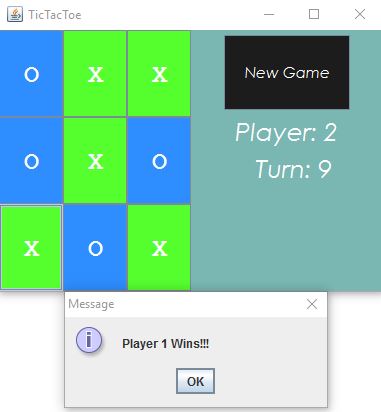 TicTacToe
O X X
O X O
X O X
New Game
Player: 2
Turn: 9
Message
i
Player 1 Wins!!!
OK